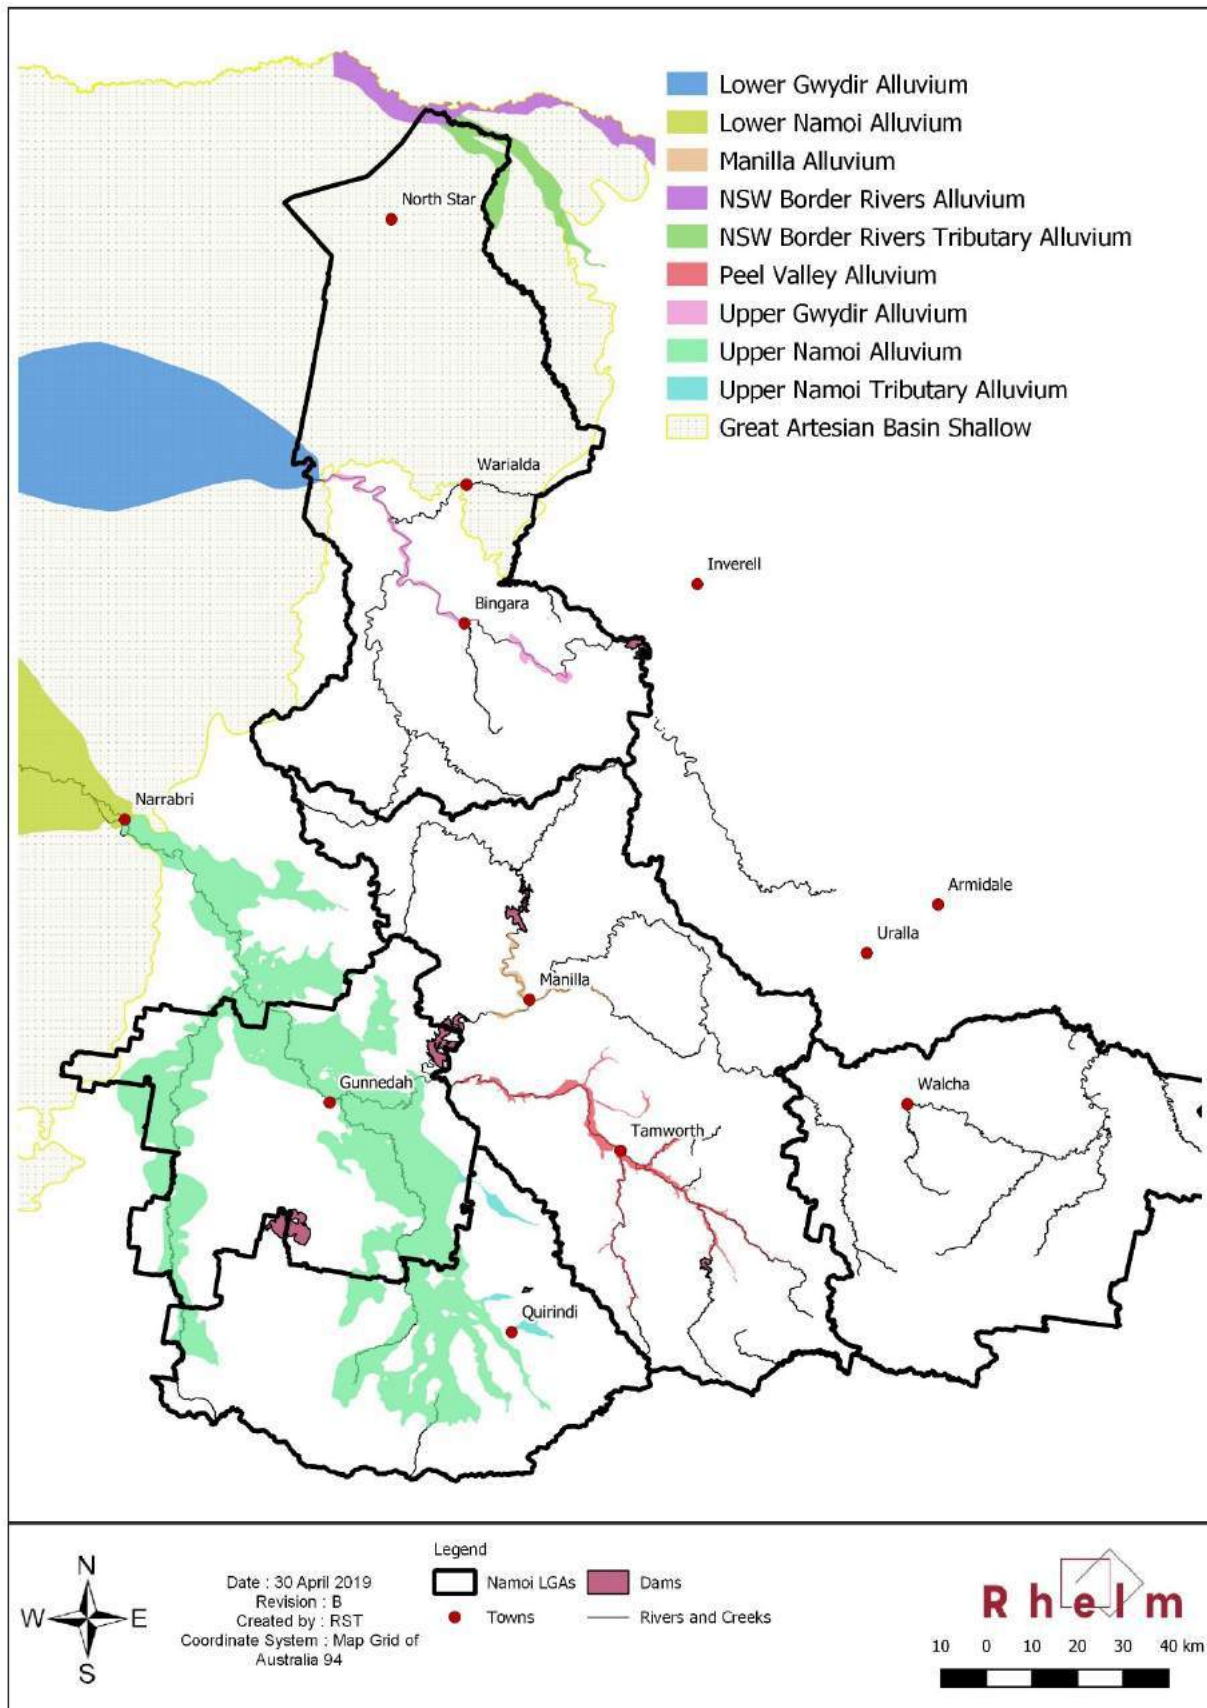 Lower Gwydir Alluvium
Lower Namoi Alluvium
Manilla Alluvium
NSW Border Rivers Alluvium
NSW Border Rivers Tributary Alluvium
Peel Valley Alluvium
Upper Gwydir Alluvium
Upper Namoi Alluvium
Upper Namoi Tributary Alluvium
Great Artesian Basin Shallow
North Star
Warialda
Inverell
Bingara
Narrabri
Armidale
Uralla
Manilla
Gunnedah
Walcha
Tamworth
Quirindi
N
W
E
S
Date : 30 April 2019
Revision : B
Created by : RST
Coordinate System : Map Grid of
Australia 94
Legend
Namoi LGAs
Dams
Towns
Rivers and Creeks
Rhelm
10 0 10 20 30 40 km